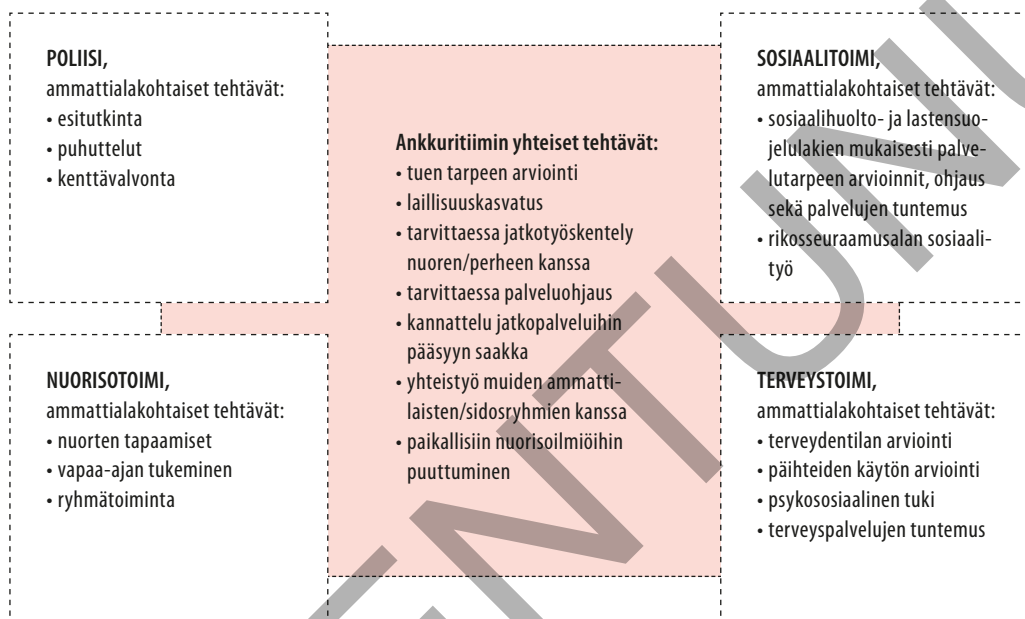 POLIISI,
ammattialakohtaiset tehtävät:
• esitutkinta
• puhuttelut
• kenttävalvonta
Ankkuritiimin yhteiset tehtävät:
• tuen tarpeen arviointi
• laillisuuskasvatus
• tarvittaessa jatkotyöskentely
nuoren/perheen kanssa
• tarvittaessa palveluohjaus
• kannattelu jatkopalveluihin
pääsyyn saakka
• yhteistyö muiden ammatti-
laisten/sidosryhmien kanssa
• paikallisiin nuorisoilmiöihin
puuttuminen
SOSIAALITOIMI,
ammattialakohtaiset tehtävät:
• sosiaalihuolto- ja lastensuo-
jelulakien mukaisesti palve-
lutarpeen arvioinnit, ohjaus
sekä palvelujen tuntemus
• rikosseuraamusalan sosiaali-
työ
NUORISOTOIMI,
ammattialakohtaiset tehtävät:
• nuorten tapaamiset
• vapaa-ajan tukeminen
• ryhmätoiminta
TERVEYSTOIMI,
ammattialakohtaiset tehtävät:
• terveydentilan arviointi
• päihteiden käytön arviointi
• psykososiaalinen tuki
• terveyspalvelujen tuntemus